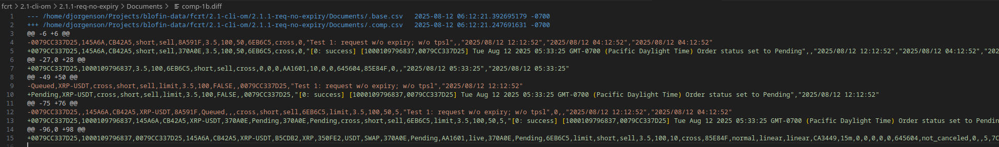 fcrt > 2.1-cli-om > 2.1.1-req-no-expiry > Documents > comp-1b.diff
1 --- /home/djorgenson/Projects/blofin-data/fcrt/2.1-cli-om/2.1.1-req-no-expiry/Documents/.base.csv 2025-08-12 06:12:21.392695179 -0700
2 +++ /home/djorgenson/Projects/blofin-data/fcrt/2.1-cli-om/2.1.1-req-no-expiry/Documents/.comp.csv 2025-08-12 06:12:21.247691631 -0700
3 @@ -6 +6 @@
4 -0079CC337D25,145A6A,CB42A5,short,sell,8A591F,3.5,100,50,6EB6C5,cross,0,"Test 1: request w/o expiry; w/o tpsl",,"2025/08/12 12:12:52","2025/08/12 04:12:52","2025/08/12 04:12:52"
5 +0079CC337D25,145A6A,CB42A5,short,sell,370A0E,3.5,100,50,6EB6C5,cross,0,"[0: success] [1000109796837,0079CC337D25] Tue Aug 12 2025 05:33:25 GMT-0700 (Pacific Daylight Time) Order status set to Pending",,"2025/08/12 12:12:52","2025/08/12 04:12:52","202
6 @@ -27,0 +28 @@
7 +0079CC337D25,1000109796837,3.5,100,6EB6C5,short,sell,cross,0,0,0,AA1601,10,0,0,645604,85E84F,0,,"2025/08/12 05:33:25","2025/08/12 05:33:25"
8 @@ -49 +50 @@
9 -Queued,XRP-USDT,cross,short,sell,limit,3.5,100,FALSE,,0079CC337D25,"Test 1: request w/o expiry; w/o tpsl","2025/08/12 12:12:52"
10 +Pending,XRP-USDT,cross,short,sell,limit,3.5,100,FALSE,,0079CC337D25,"[0: success] [1000109796837,0079CC337D25] Tue Aug 12 2025 05:33:25 GMT-0700 (Pacific Daylight Time) Order status set to Pending","2025/08/12 12:12:52"
11 @@ -75 +76 @@
12 -0079CC337D25,,145A6A,CB42A5,XRP-USDT,8A591F,Queued,,,cross,short,sell,6EB6C5,limit,3.5,100,50,5,"Test 1: request w/o expiry; w/o tpsl",0,,"2025/08/12 12:12:52","2025/08/12 04:12:52"
13 +0079CC337D25,1000109796837,145A6A,CB42A5,XRP-USDT,370A0E,Pending,370A0E,Pending,cross,short,sell,6EB6C5,limit,3.5,100,50,5,"[0: success] [1000109796837,0079CC337D25] Tue Aug 12 2025 05:33:25 GMT-0700 (Pacific Daylight Time) Order status set to Pendin
14 @@ -96,0 +98 @@
15 +0079CC337D25,1000109796837,0079CC337D25,145A6A,CB42A5,XRP-USDT,B5CDB2,XRP,350FE2,USDT,SWAP,370A0E,Pending,AA1601,live,370A0E,Pending,6EB6C5,limit,short,sell,3.5,100,10,cross,85E84F,normal,linear,linear,CA3449,15m,0,0,0,0,0,645604,not_canceled,0,,5,7C
16